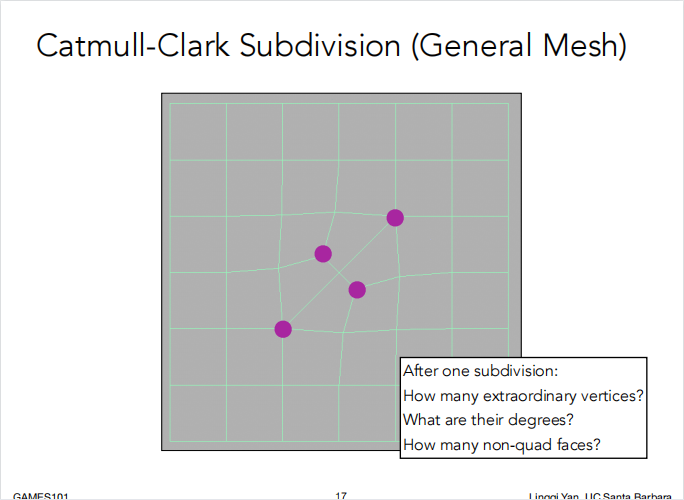 Catmull-Clark Subdivision (General Mesh)
After one subdivision:
How many extraordinary vertices?
What are their degrees?
How many non-quad faces?
GAMES101
17
Lingqi Yan, UC Santa Barbara